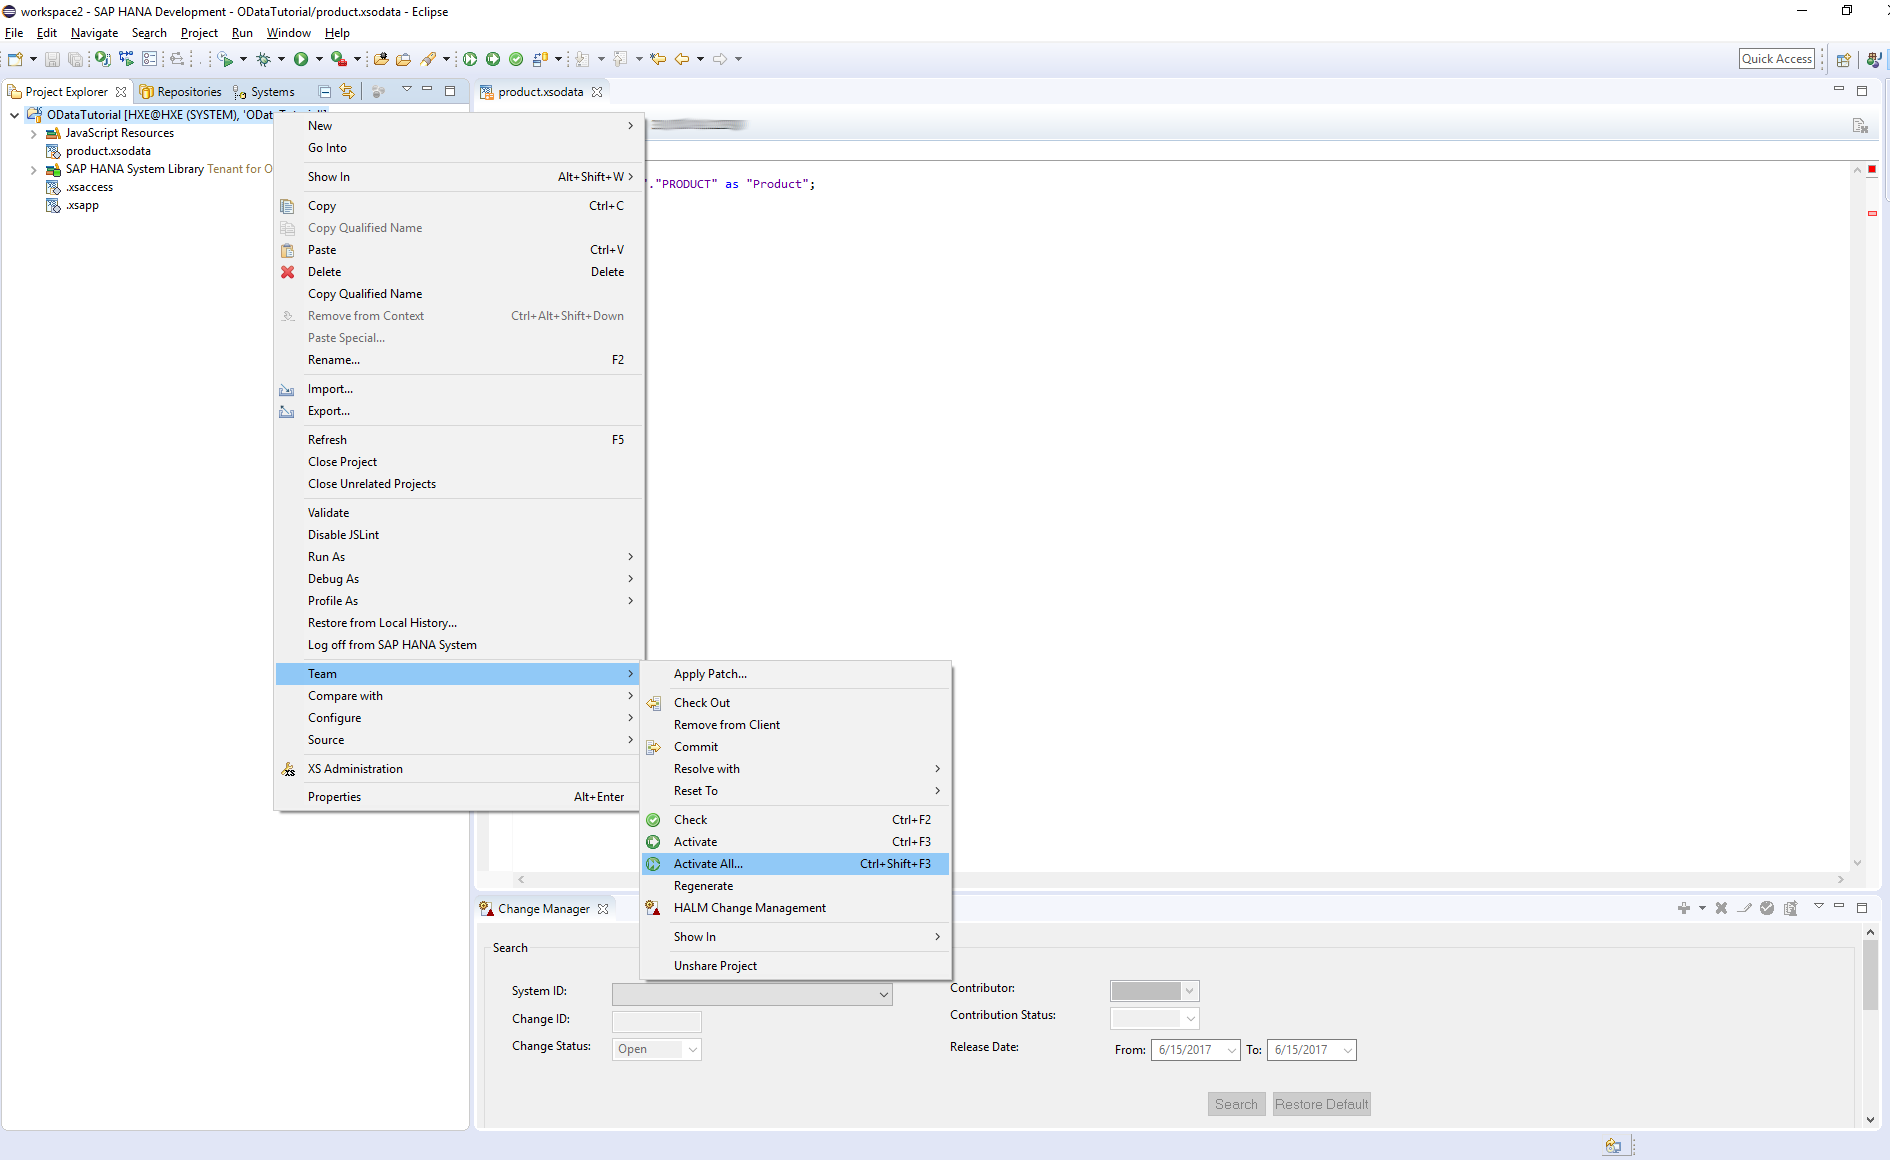 workspace2 - SAP HANA Development - ODataTutorial/product.xsodata - Eclipse
File Edit Navigate Search Project Run Window Help
Quick Access
Project Explorer Repositories Systems
product.xsodata
ODataTutorial [HXE@HXE (SYSTEM), 'ODat
JavaScript Resources
product.xsodata
SAP HANA System Library Tenant for O
.xsaccess
.xsapp
"."PRODUCT" as "Product";
New
Go Into
Show In Alt+Shift+W
Copy Ctrl+C
Copy Qualified Name
Paste Ctrl+V
Delete Delete
Copy Qualified Name
Remove from Context Ctrl+Alt+Shift+Down
Paste Special...
Rename... F2
Import...
Export...
Refresh F5
Close Project
Close Unrelated Projects
Validate
Disable JSLint
Run As
Debug As
Profile As
Restore from Local History...
Log off from SAP HANA System
Team
Compare with
Configure
Source
XS Administration
Properties Alt+Enter
Apply Patch...
Check Out
Remove from Client
Commit
Resolve with
Reset To
Check Ctrl+F2
Activate Ctrl+F3
Activate All... Ctrl+Shift+F3
Regenerate
HALM Change Management
Show In
Unshare Project
Change Manager
Search
System ID:
Change ID:
Change Status: Open
Contributor:
Contribution Status:
Release Date: From: 6/15/2017 To: 6/15/2017
Search Restore Default